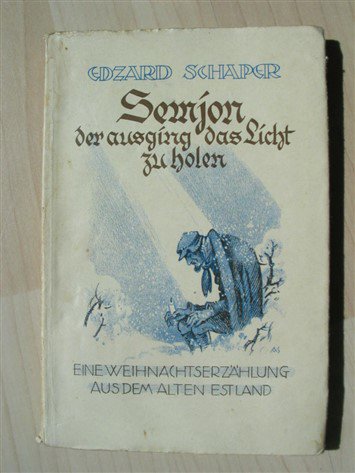 EDZARD SCHAPER
Semjon
der ausging das Licht
zu holen
EINE WEIHNACHTSERZÄHLUNG
AUS DEM ALTEN ESTLAND